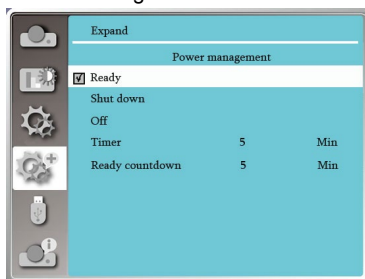 Expand
Power management
Ready
Shut down
Off
Timer 5 Min
Ready countdown 5 Min